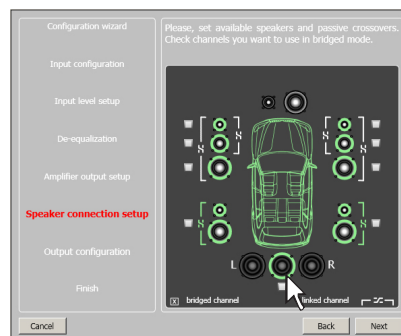 Configuration wizard
Please, set available speakers and passive crossovers.
Check channels you want to use in bridged mode.
Input configuration
Input level setup
De-equalization
Amplifier output setup
Speaker connection setup
Output configuration
Finish
L
R
x bridged channel
linked channel
Cancel
Back
Next